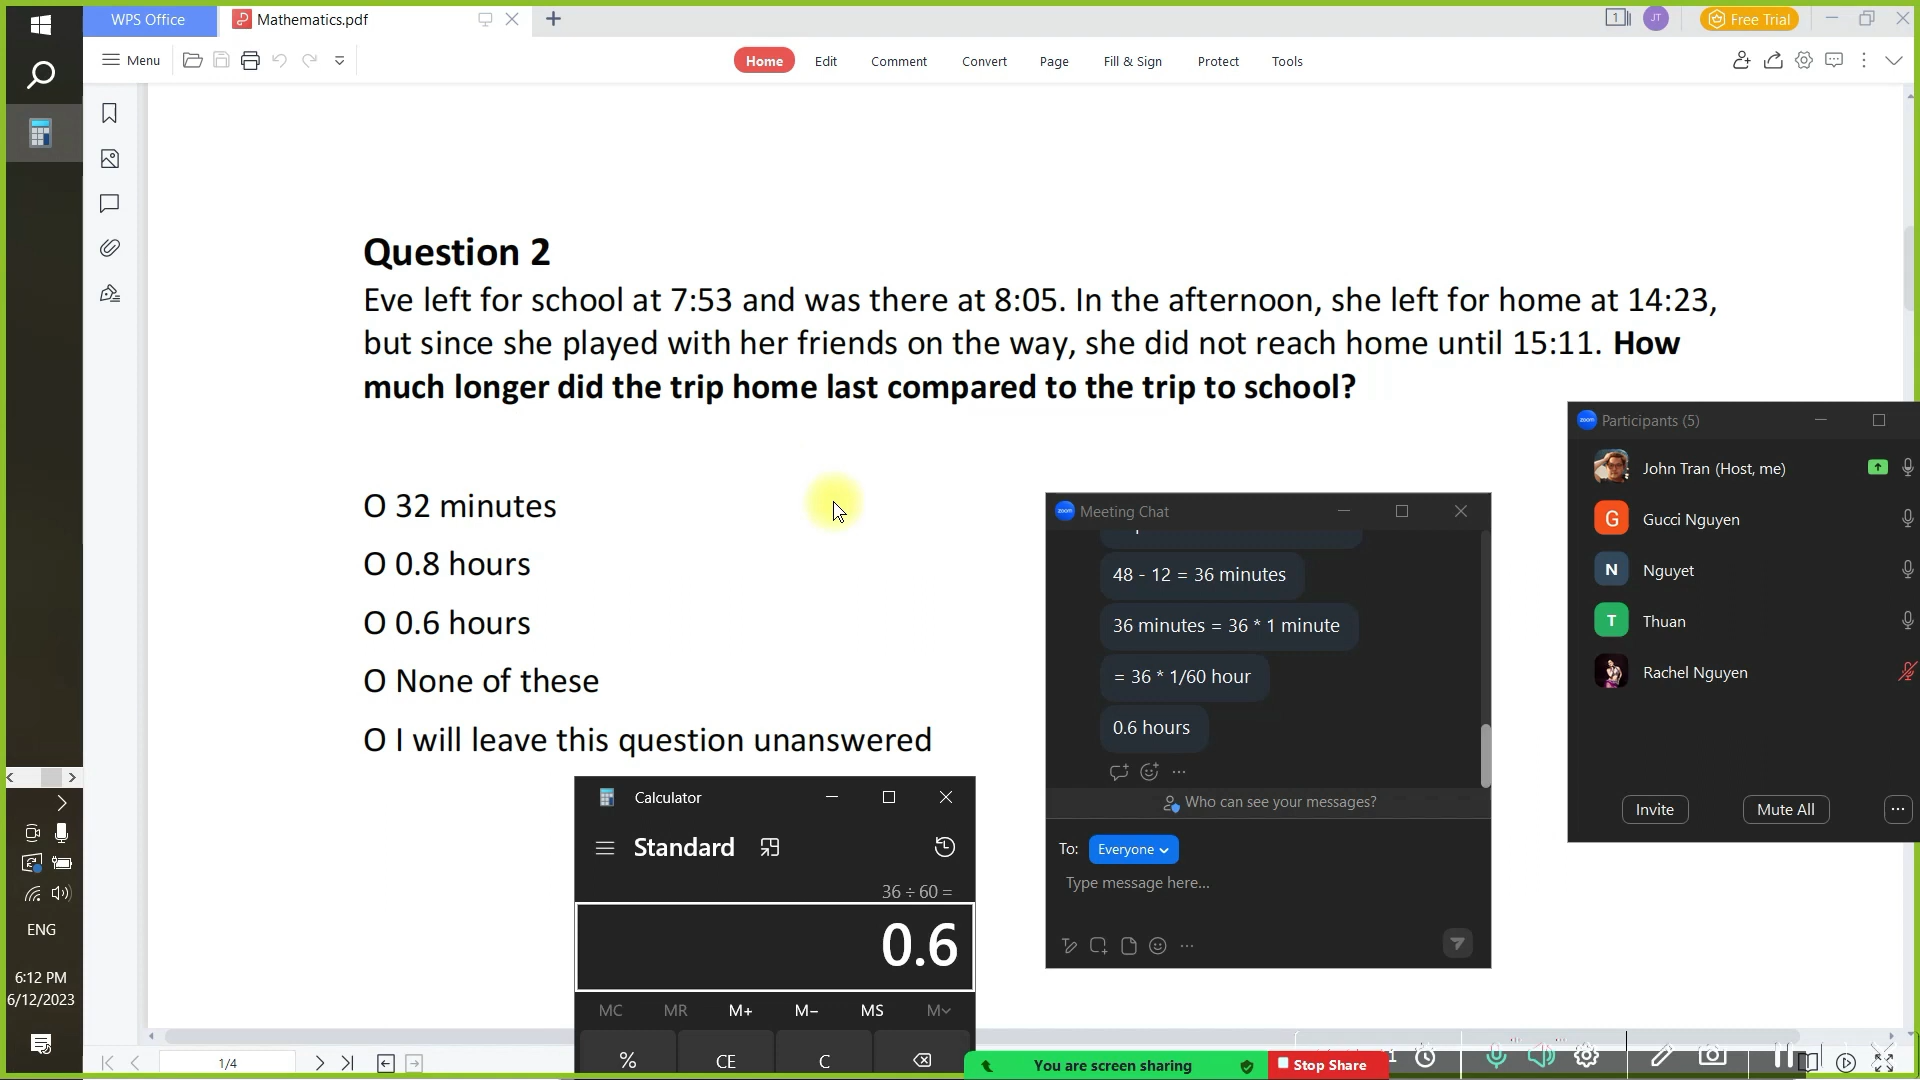 WPS Office
Mathematics.pdf
1
JT
Free Trial
Menu
Home
Edit
Comment
Convert
Page
Fill & Sign
Protect
Tools
Question 2
Eve left for school at 7:53 and was there at 8:05. In the afternoon, she left for home at 14:23,
but since she played with her friends on the way, she did not reach home until 15:11. How
much longer did the trip home last compared to the trip to school?
O 32 minutes
O 0.8 hours
O 0.6 hours
O None of these
O I will leave this question unanswered
zoom Participants (5)
John Tran (Host, me)
G Gucci Nguyen
N Nguyet
T Thuan
Rachel Nguyen
Invite
Mute All
zoom Meeting Chat
48 - 12 = 36 minutes
36 minutes = 36 * 1 minute
= 36 * 1/60 hour
0.6 hours
Who can see your messages?
To: Everyone
Type message here...
Calculator
Standard
36 ÷ 60 =
0.6
MC
MR
M+
M−
MS
M
%
CE
C
ENG
6:12 PM
6/12/2023
1/4
You are screen sharing
Stop Share